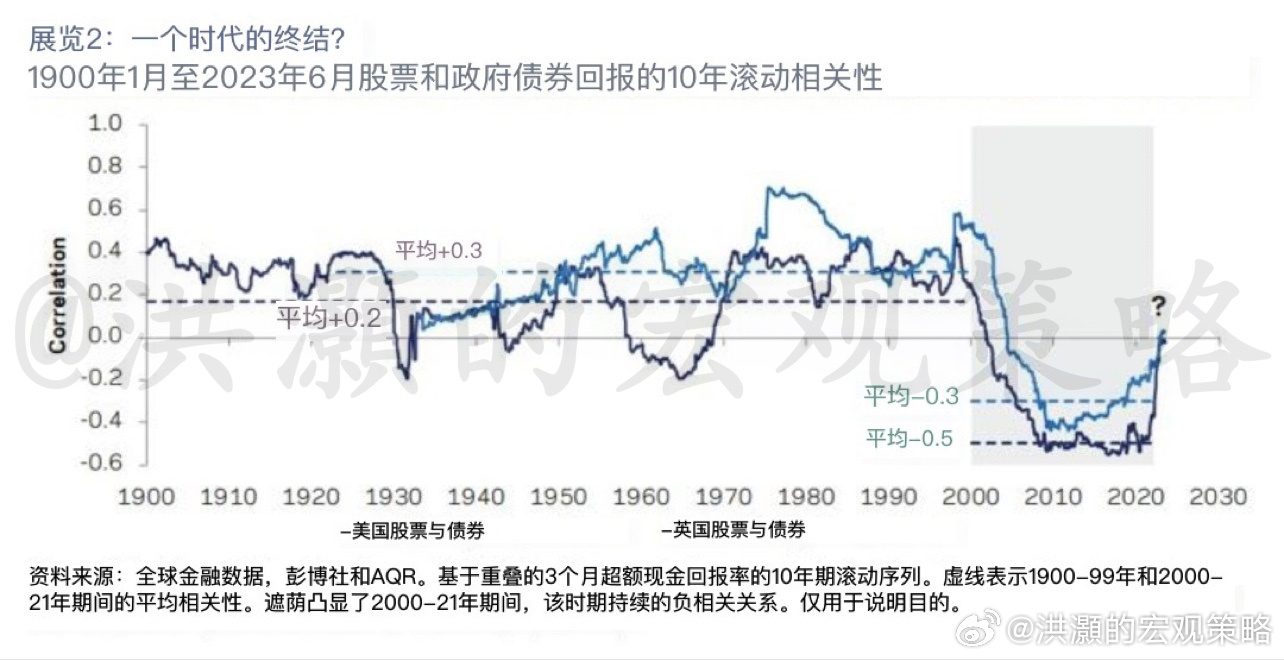 展览2：一个时代的终结？
1900年1月至2023年6月股票和政府债券回报的10年滚动相关性
1.0
0.8
0.6
0.4
0.2
0.0
-0.2
-0.4
-0.6
Correlation
平均+0.3
平均+0.2
?
平均-0.3
平均-0.5
@洪灝的宏观策略
1900 1910 1920 1930 1940 1950 1960 1970 1980 1990 2000 2010 2020 2030
-美国股票与债券 -英国股票与债券
资料来源：全球金融数据，彭博社和AQR。基于重叠的3个月超额现金回报率的10年期滚动序列。虚线表示1900-99年和2000-
21年期间的平均相关性。遮荫凸显了2000-21年期间，该时期持续的负相关关系。仅用于说明目的。
@洪灝的宏观策略